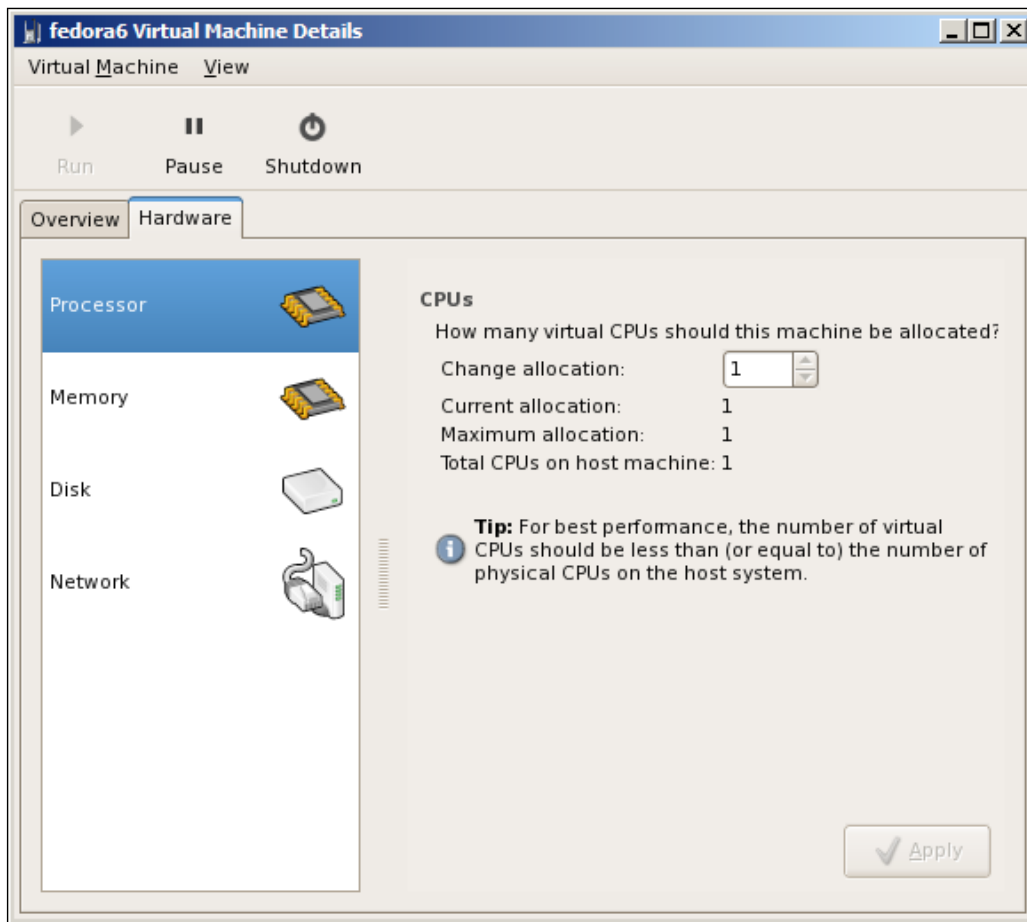 fedora6 Virtual Machine Details
Virtual Machine View
Run Pause Shutdown
Overview Hardware
Processor
Memory
Disk
Network
CPUs
How many virtual CPUs should this machine be allocated?
Change allocation: 1
Current allocation: 1
Maximum allocation: 1
Total CPUs on host machine: 1
Tip: For best performance, the number of virtual
CPUs should be less than (or equal to) the number of
physical CPUs on the host system.
Apply